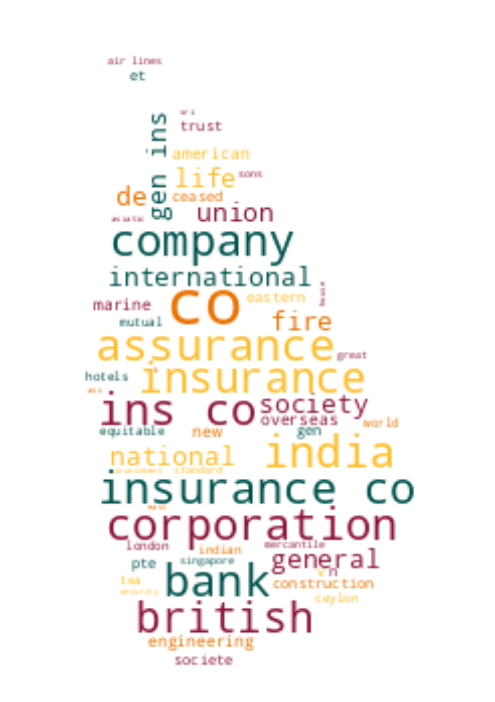 air lines
et
gen ins
sri
trust
american
life
sons
de
ceased
asiatic
union
company
international
co
eastern
house
marine
mutual
fire
assurance
great
hotels
insurance
ins co
society
overseas
equitable
new
gen
world
national
india
investment standard
insurance co
east
corporation
london
indian
mercantile
general
pte
singapore
bank
tea
construction
security
ceylon
british
engineering
societe